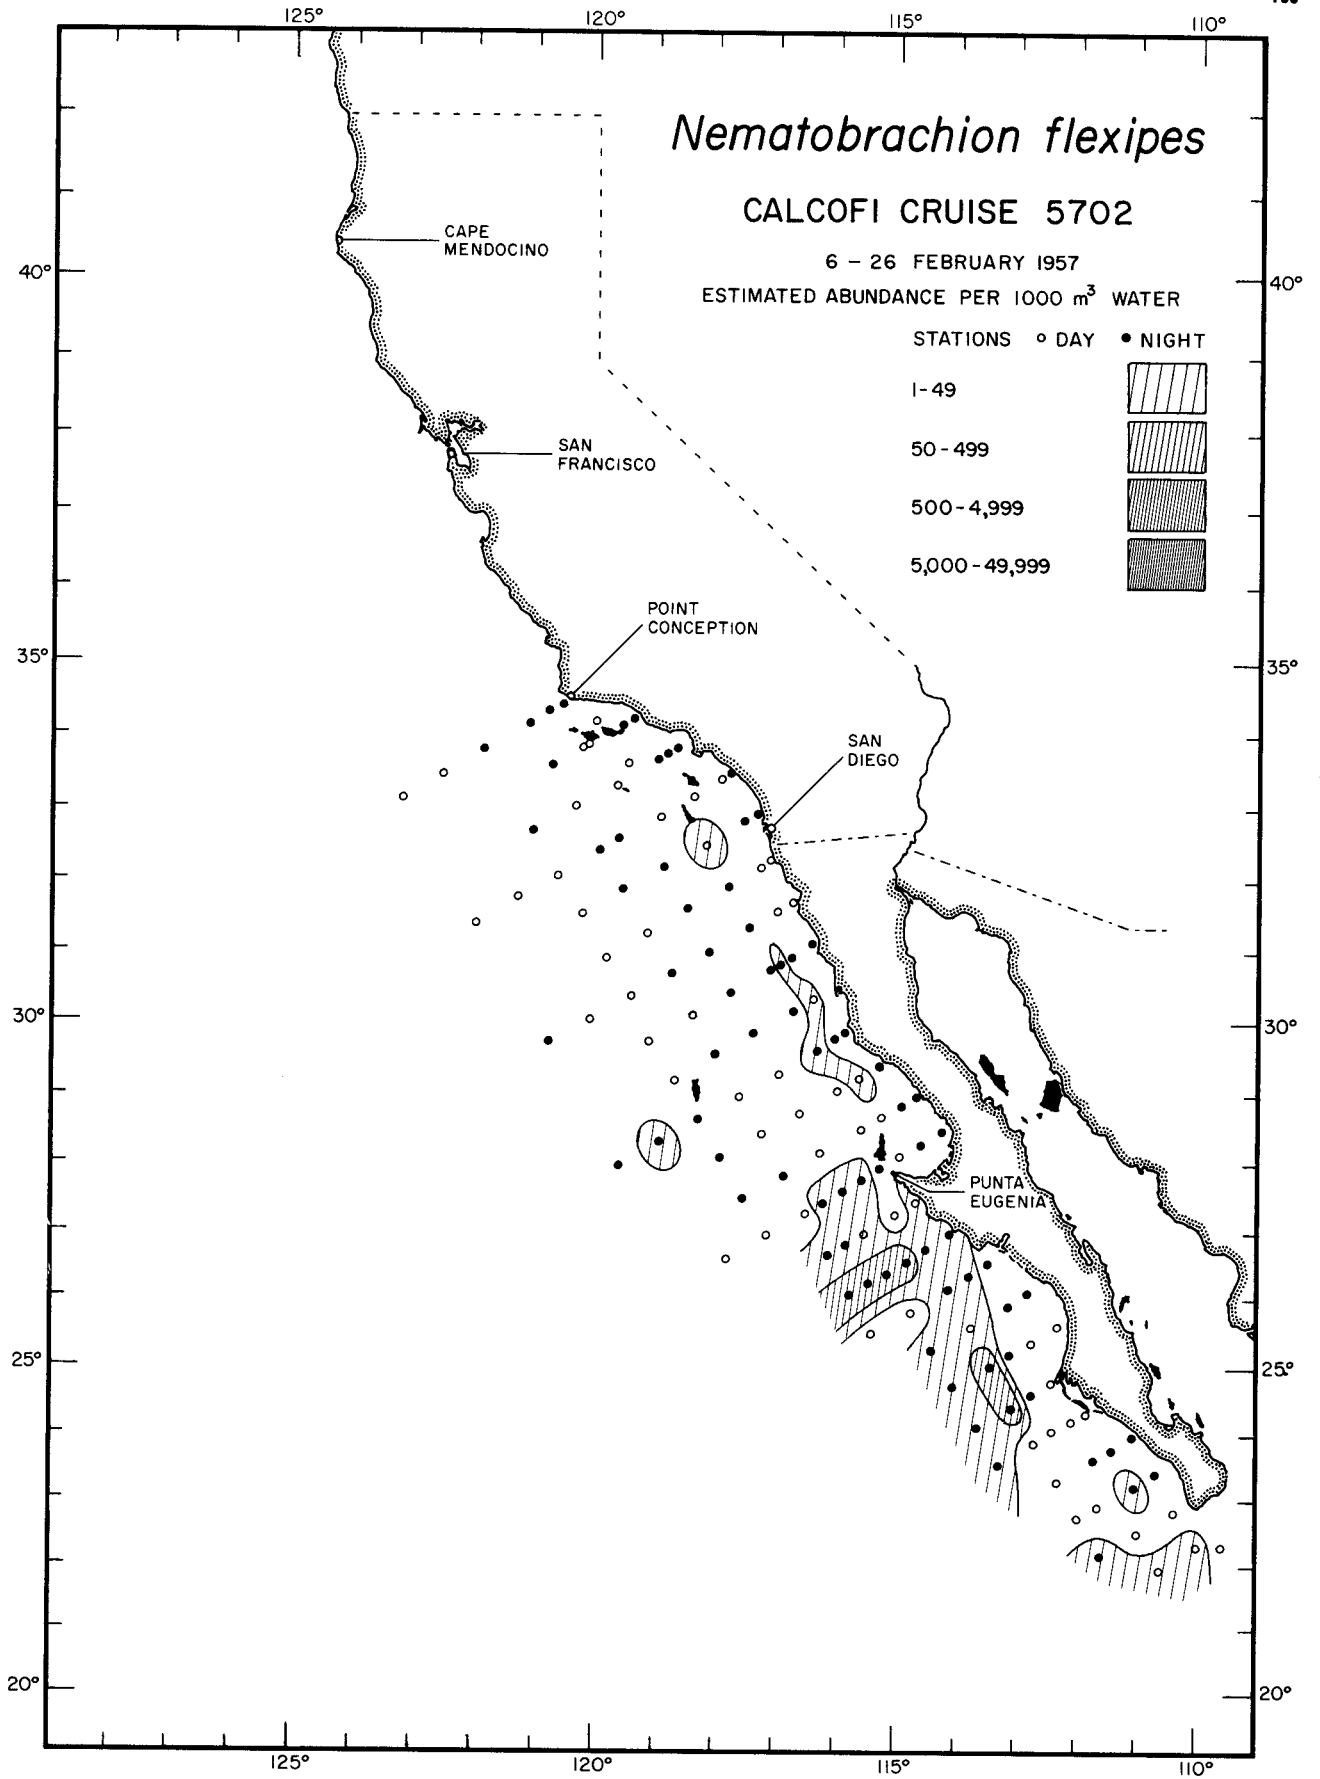 125° 120° 115° 110°
Nematobrachion flexipes
CALCOFI CRUISE 5702
6 – 26 FEBRUARY 1957
ESTIMATED ABUNDANCE PER 1000 m³ WATER
STATIONS ○ DAY ● NIGHT
1-49
50-499
500-4,999
5,000-49,999
CAPE
MENDOCINO
40° 40°
SAN
FRANCISCO
POINT
CONCEPTION
35° 35°
SAN
DIEGO
30° 30°
PUNTA
EUGENIA
25° 25°
20° 20°
125° 120° 115° 110°